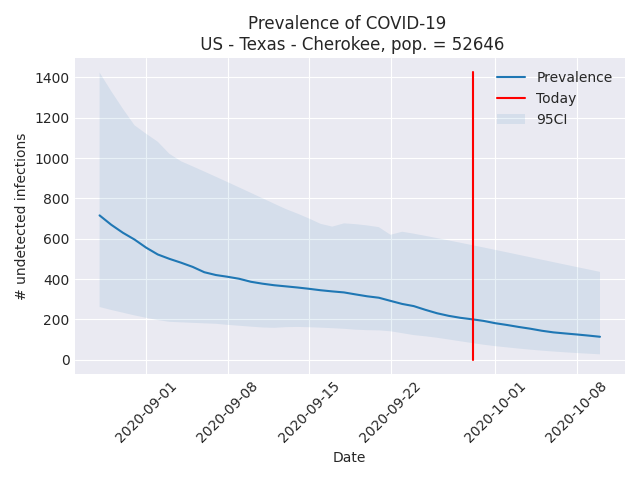 Prevalence of COVID-19
US - Texas - Cherokee, pop. = 52646
Prevalence
Today
95CI
1400
1200
1000
800
600
400
200
0
# undetected infections
2020-09-01
2020-09-08
2020-09-15
2020-09-22
2020-10-01
2020-10-08
Date